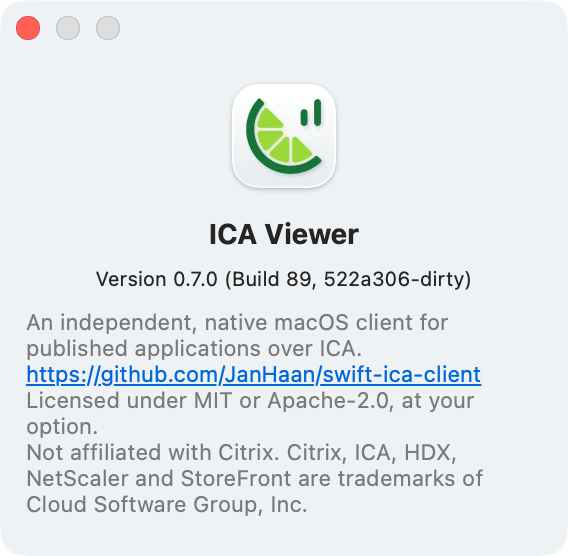 ICA Viewer
Version 0.7.0 (Build 89, 522a306-dirty)
An independent, native macOS client for
published applications over ICA.
https://github.com/JanHaan/swift-ica-client
Licensed under MIT or Apache-2.0, at your
option.
Not affiliated with Citrix. Citrix, ICA, HDX,
NetScaler and StoreFront are trademarks of
Cloud Software Group, Inc.